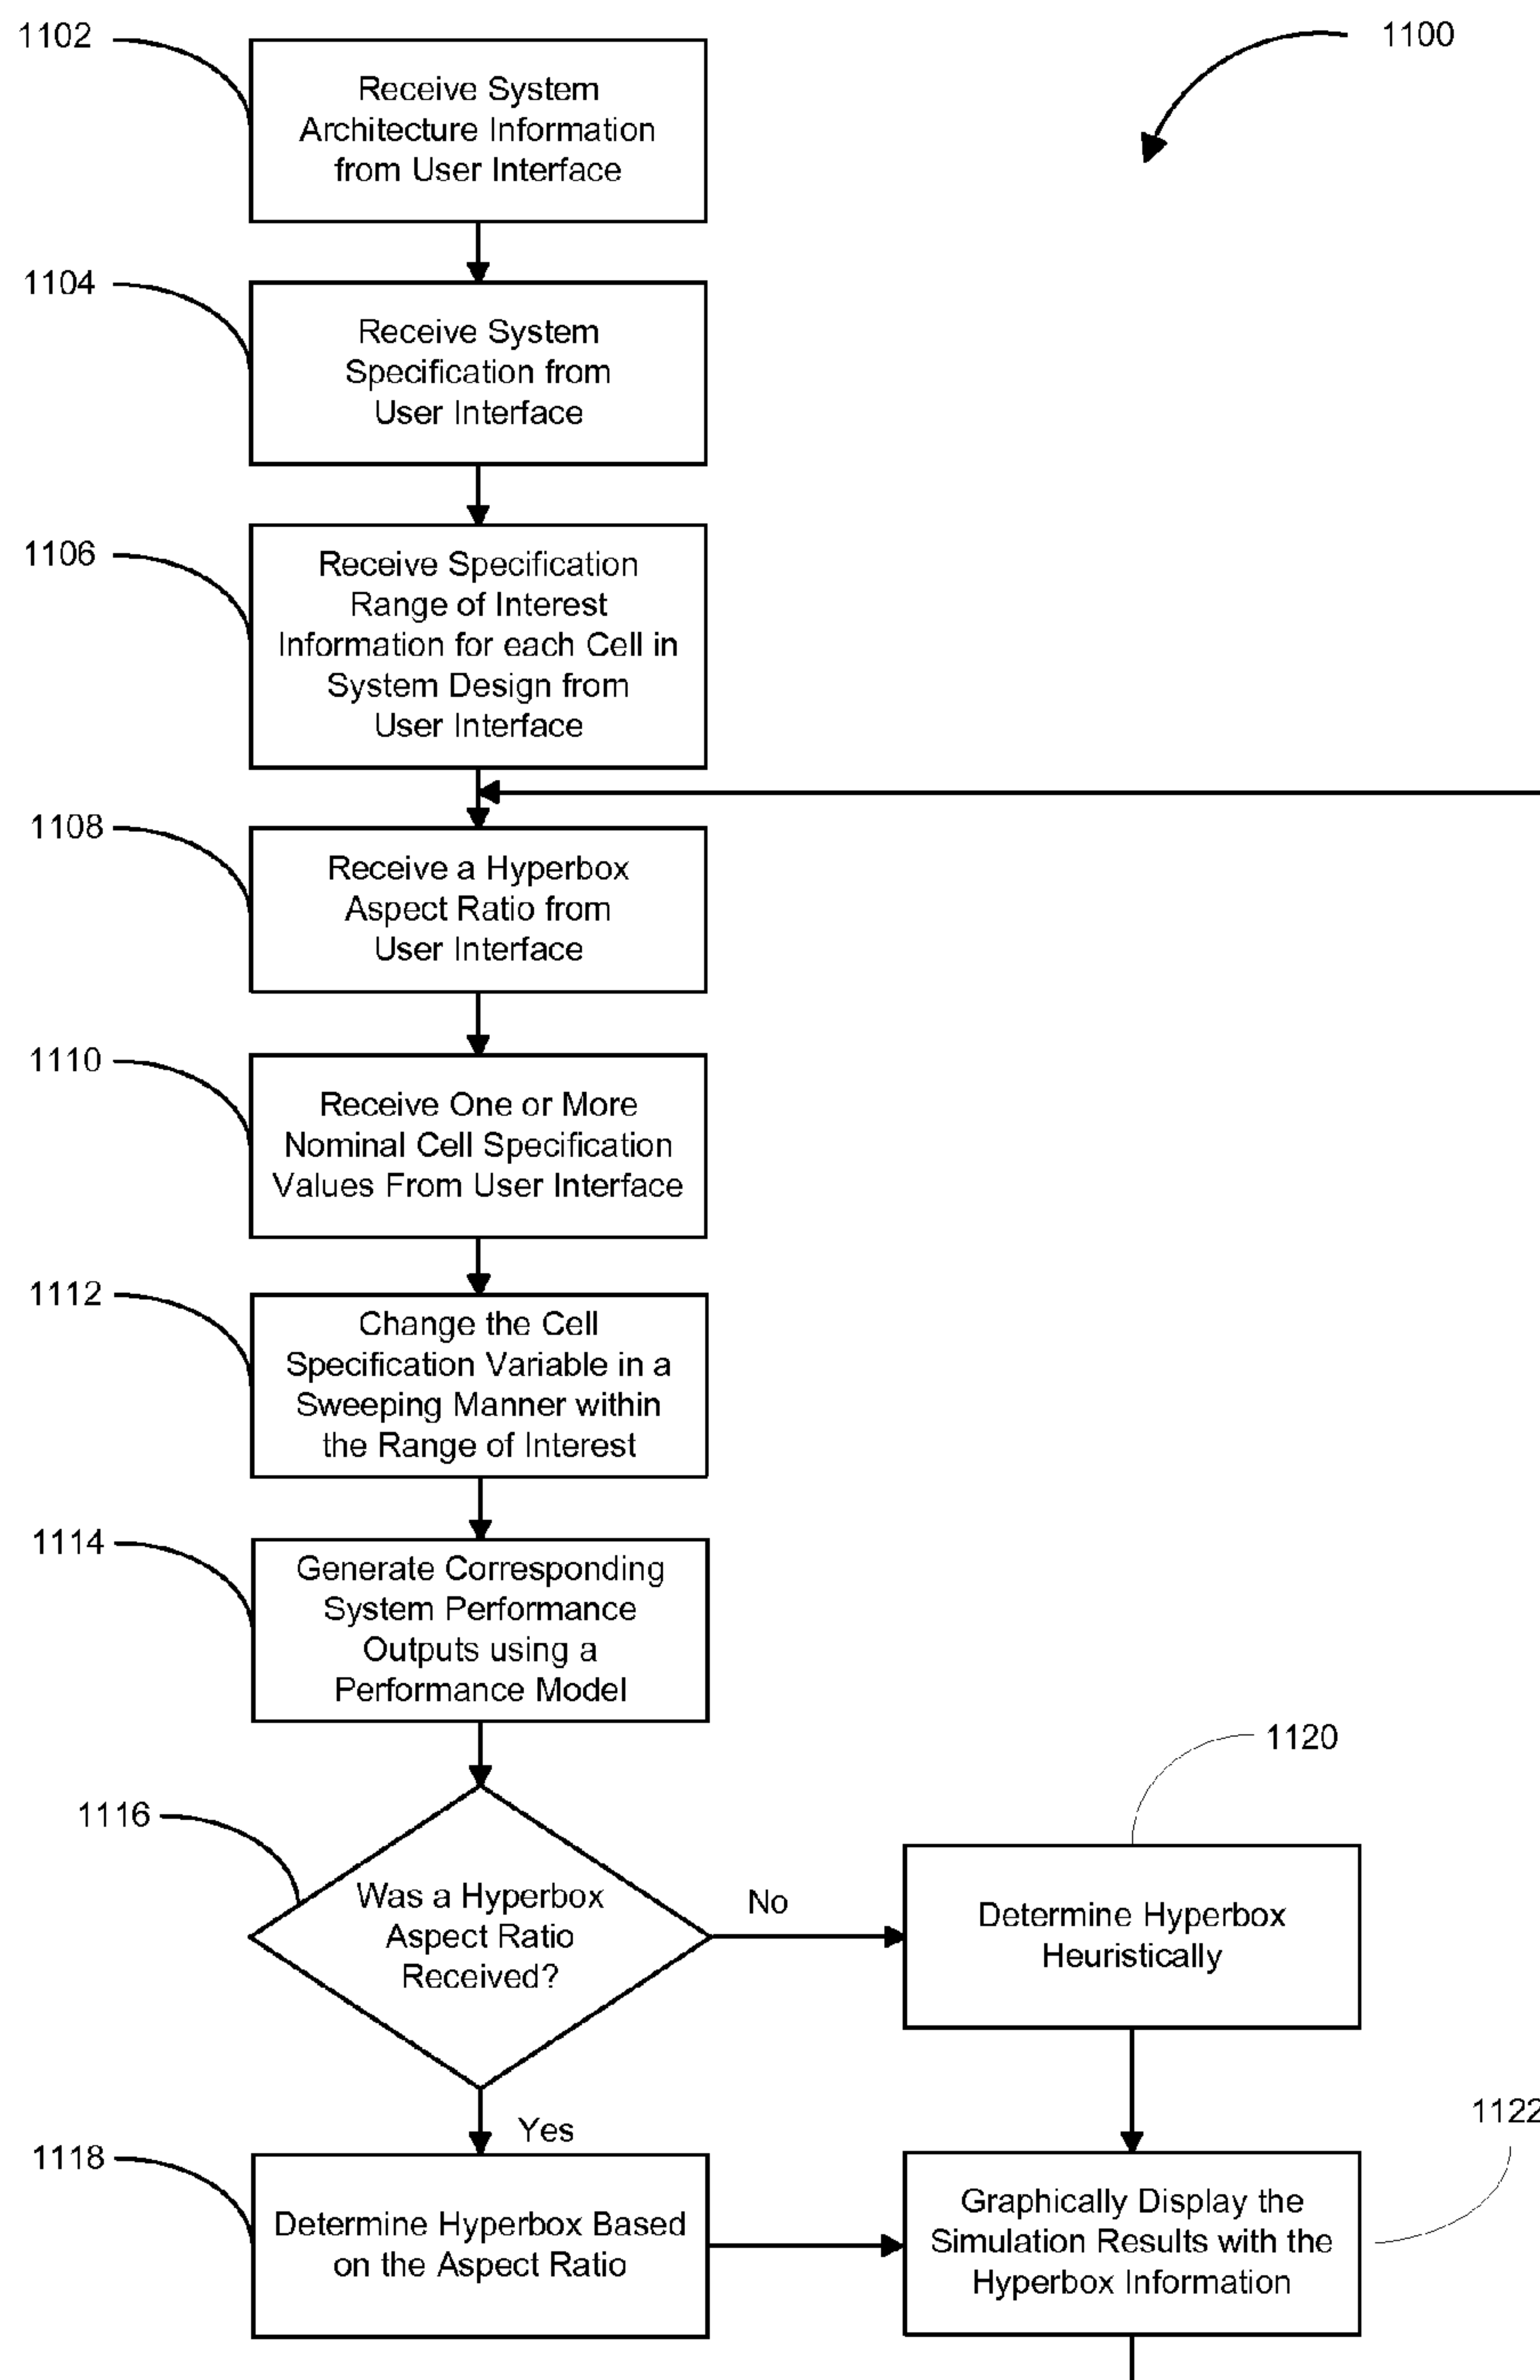 1102
1100
Receive System
Architecture Information
from User Interface
1104
Receive System
Specification from
User Interface
1106
Receive Specification
Range of Interest
Information for each Cell in
System Design from
User Interface
1108
Receive a Hyperbox
Aspect Ratio from
User Interface
1110
Receive One or More
Nominal Cell Specification
Values From User Interface
1112
Change the Cell
Specification Variable in a
Sweeping Manner within
the Range of Interest
1114
Generate Corresponding
System Performance
Outputs using a
Performance Model
1116
Was a Hyperbox
Aspect Ratio
Received?
No
1120
Determine Hyperbox
Heuristically
Yes
1118
Determine Hyperbox Based
on the Aspect Ratio
1122
Graphically Display the
Simulation Results with the
Hyperbox Information